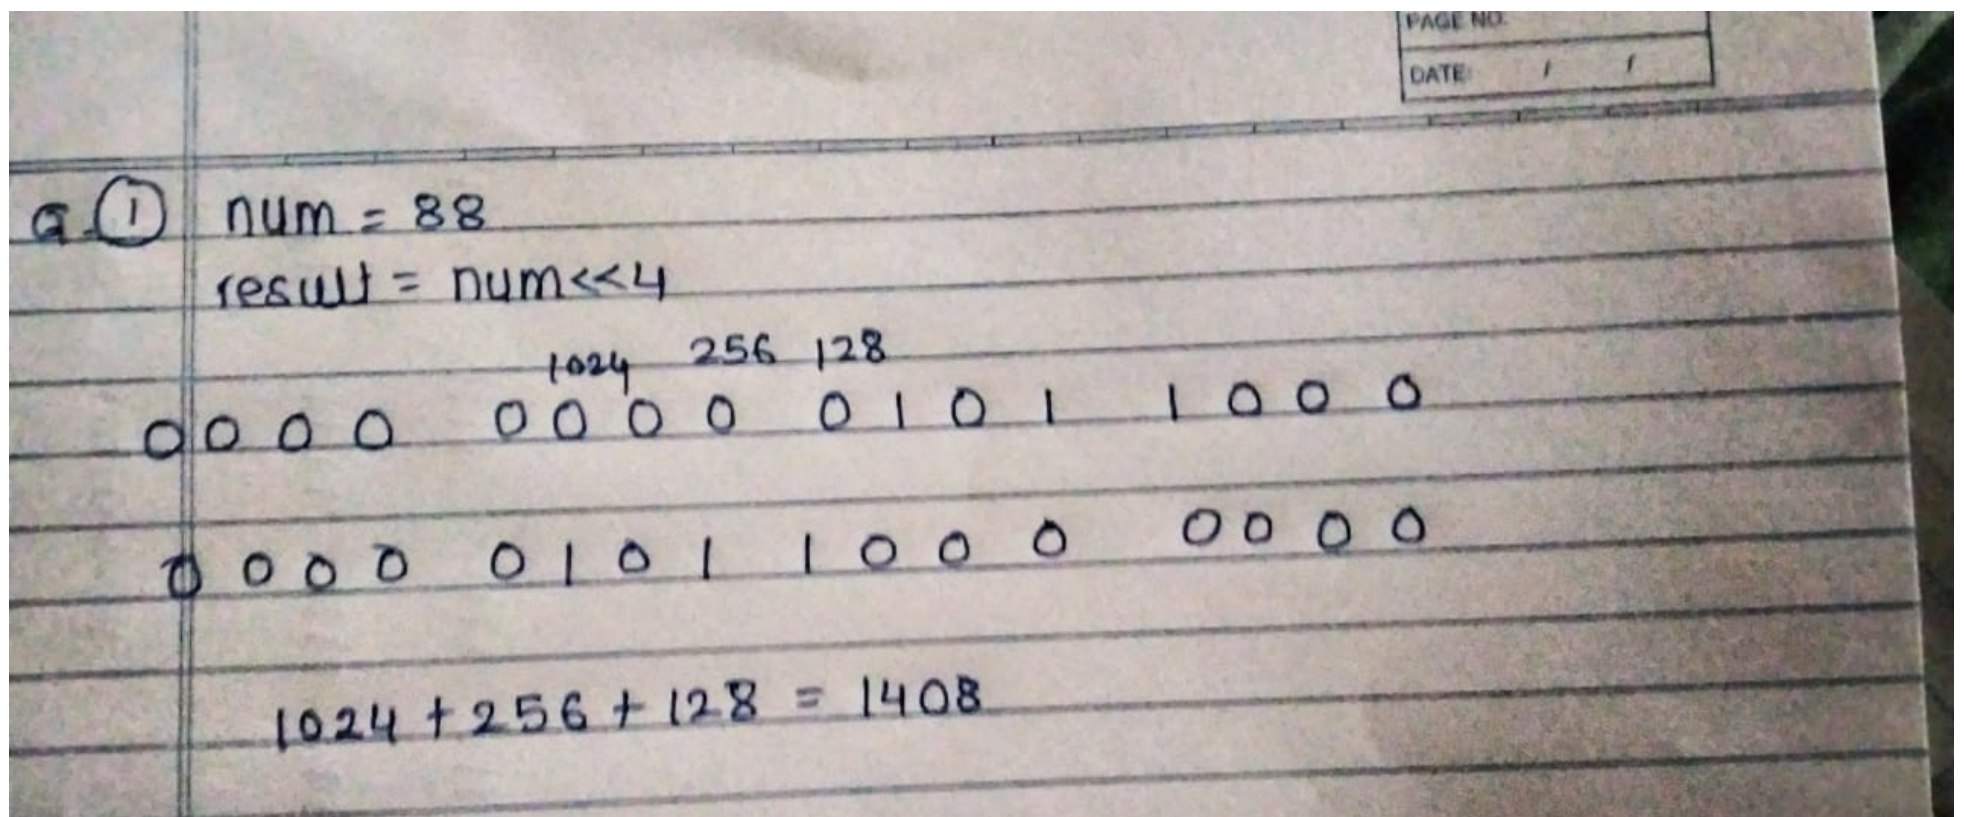 PAGE NO.
DATE: / /
Q.① num = 88
result = num<<4
1024 256 128
0000 0000 0101 1000
0000 0101 1000 0000
1024 + 256 + 128 = 1408